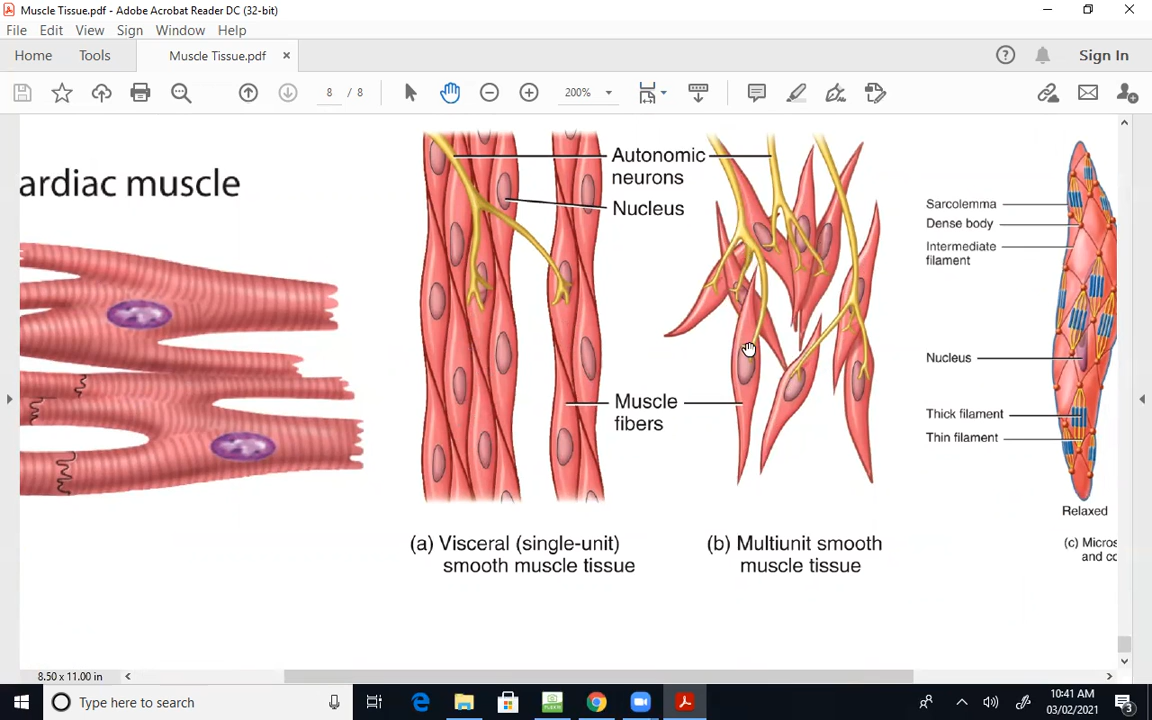 Muscle Tissue.pdf - Adobe Acrobat Reader DC (32-bit)
File Edit View Sign Window Help
Home Tools Muscle Tissue.pdf × Sign In
8 / 8 200%
ardiac muscle
Autonomic
neurons
Nucleus
Muscle
fibers
(a) Visceral (single-unit)
smooth muscle tissue
(b) Multiunit smooth
muscle tissue
Sarcolemma
Dense body
Intermediate
filament
Nucleus
Thick filament
Thin filament
Relaxed
(c) Micros
and co
8.50 x 11.00 in
Type here to search
10:41 AM
03/02/2021
3